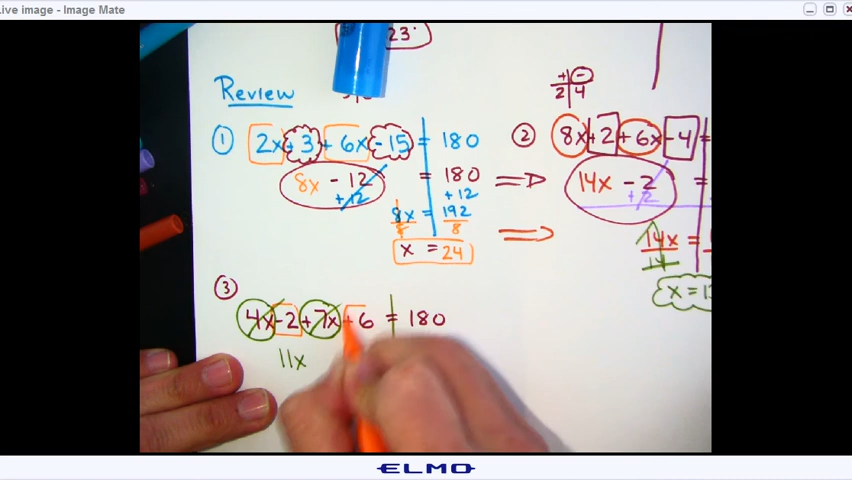 Live image - Image Mate
23
Review
+ -
2 4
① 2x+3+6x-15 = 180
8x - 12 = 180
+12 +12
8x = 192
8 8
x = 24
② 8x+2+6x-4 =
14x - 2 =
+2
14x =
14
x = 1
③ 4x-2+7x+6 = 180
11x
ELMO